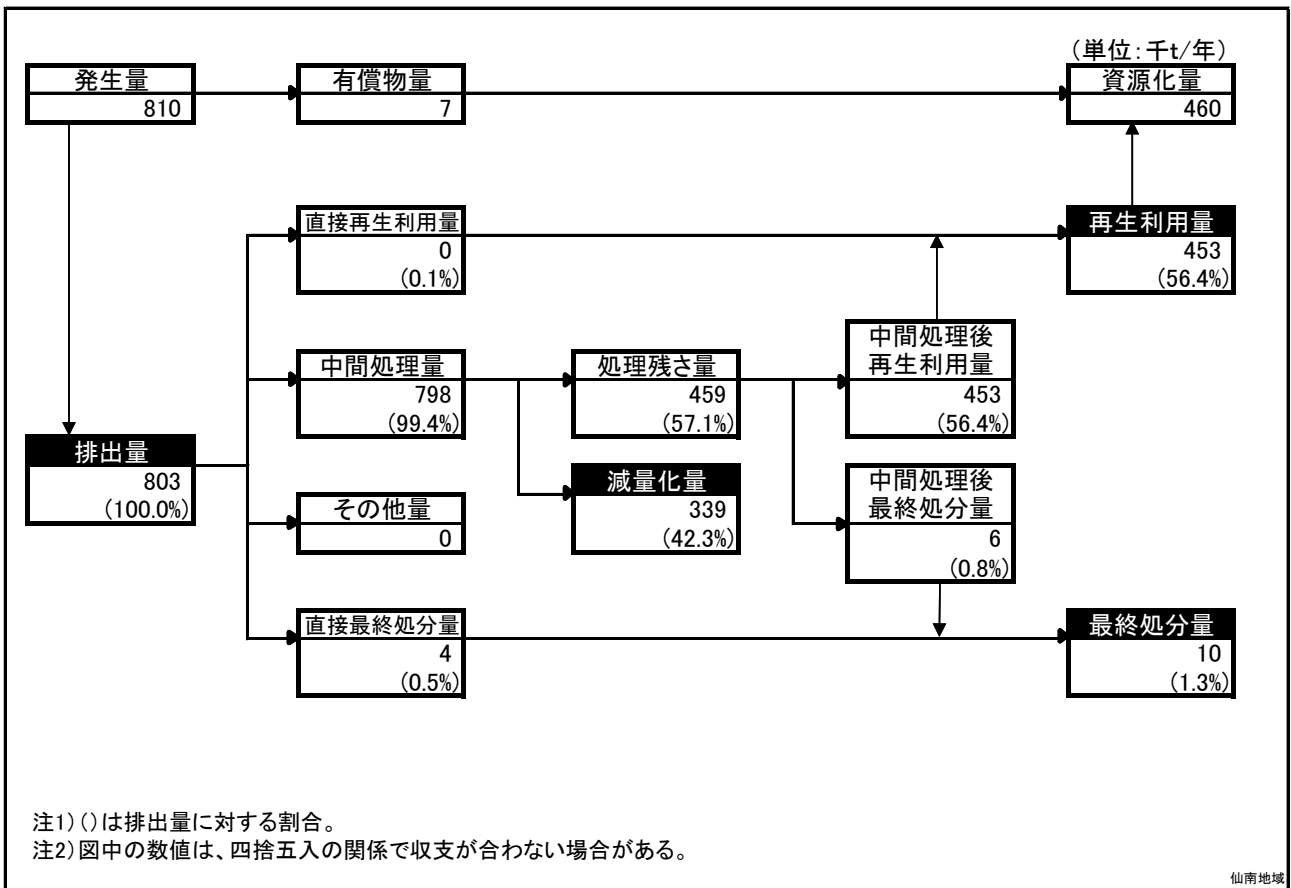 (単位:千t/年)
発生量
810
有償物量
7
資源化量
460
直接再生利用量
0
(0.1%)
再生利用量
453
(56.4%)
中間処理量
798
(99.4%)
処理残さ量
459
(57.1%)
中間処理後
再生利用量
453
(56.4%)
排出量
803
(100.0%)
減量化量
339
(42.3%)
中間処理後
最終処分量
6
(0.8%)
その他量
0
直接最終処分量
4
(0.5%)
最終処分量
10
(1.3%)
注1)()は排出量に対する割合。
注2)図中の数値は、四捨五入の関係で収支が合わない場合がある。
仙南地域